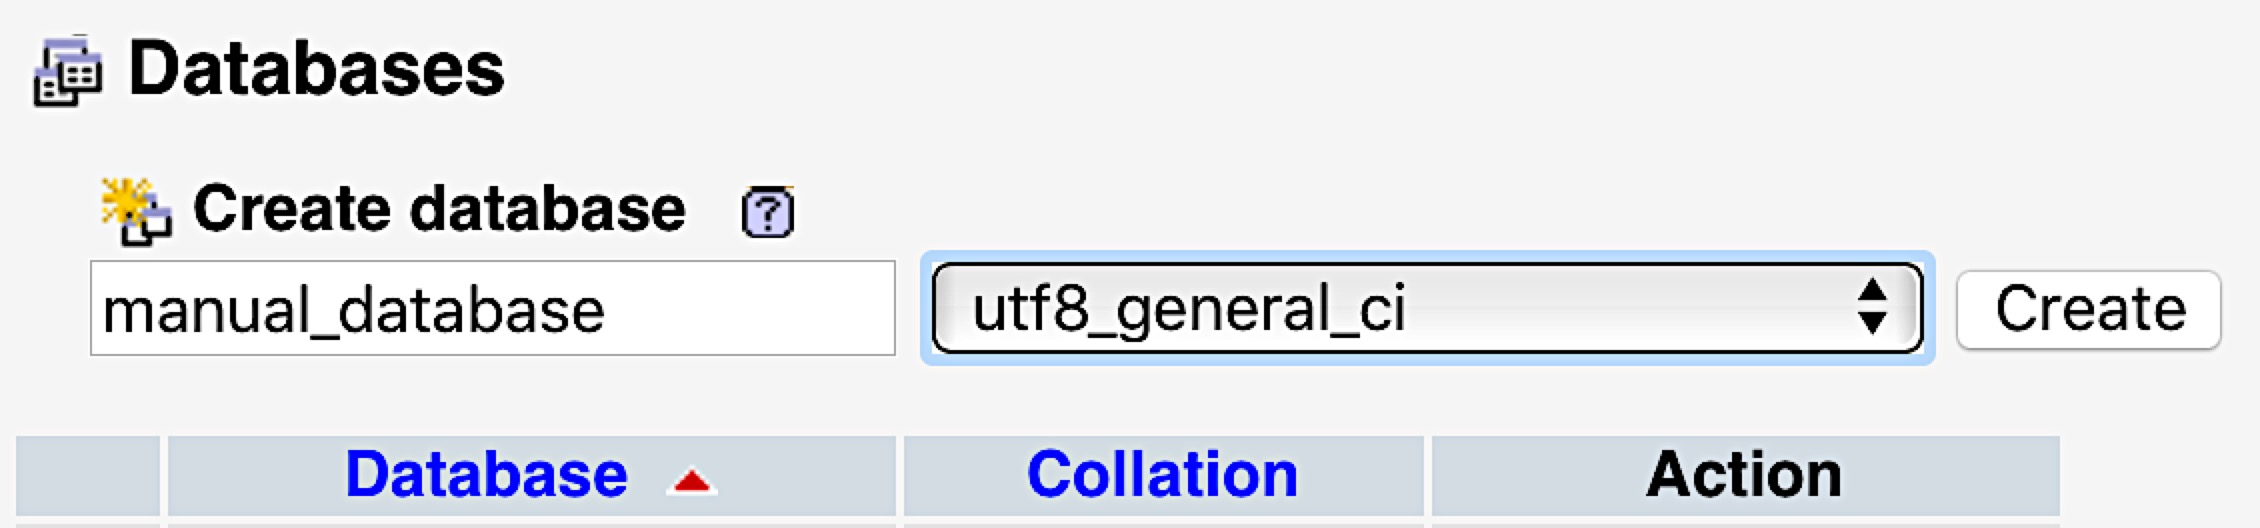 Databases
Create database ?
manual_database utf8_general_ci Create
Database Collation Action